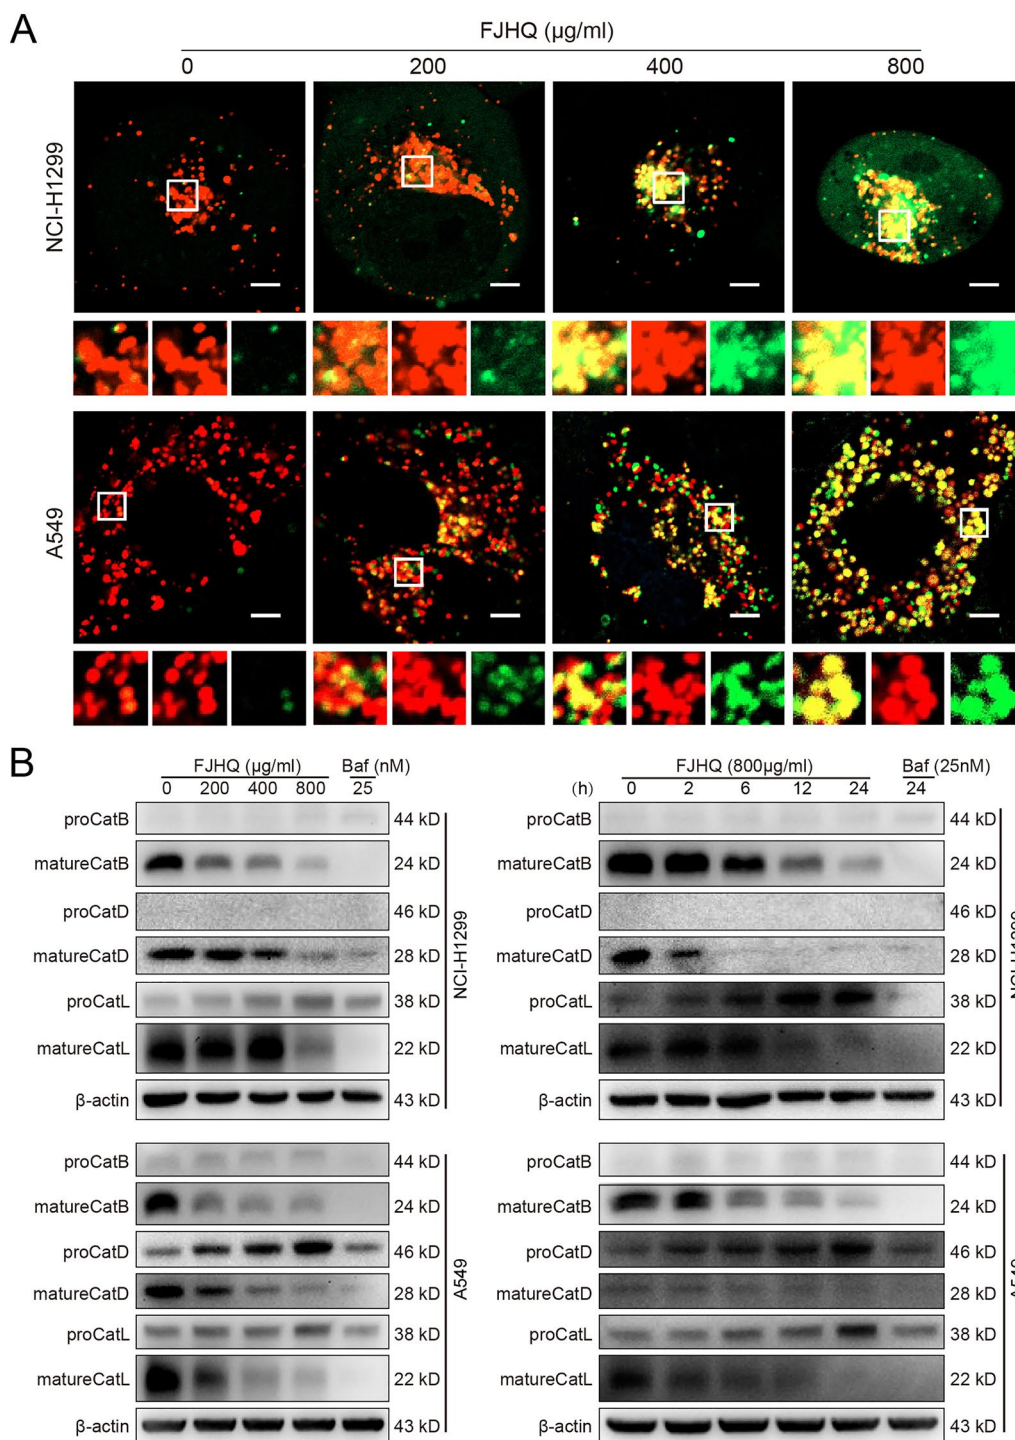 A
FJHQ (μg/ml)
0 200 400 800
NCI-H1299
A549
B
FJHQ (μg/ml) Baf (nM)
0 200 400 800 25
proCatB 44 kD
matureCatB 24 kD
proCatD 46 kD
matureCatD 28 kD
proCatL 38 kD
matureCatL 22 kD
β-actin 43 kD
NCI-H1299
proCatB 44 kD
matureCatB 24 kD
proCatD 46 kD
matureCatD 28 kD
proCatL 38 kD
matureCatL 22 kD
β-actin 43 kD
A549
FJHQ (800μg/ml) Baf (25nM)
(h) 0 2 6 12 24 24
proCatB 44 kD
matureCatB 24 kD
proCatD 46 kD
matureCatD 28 kD
proCatL 38 kD
matureCatL 22 kD
β-actin 43 kD
proCatB 44 kD
matureCatB 24 kD
proCatD 46 kD
matureCatD 28 kD
proCatL 38 kD
matureCatL 22 kD
β-actin 43 kD